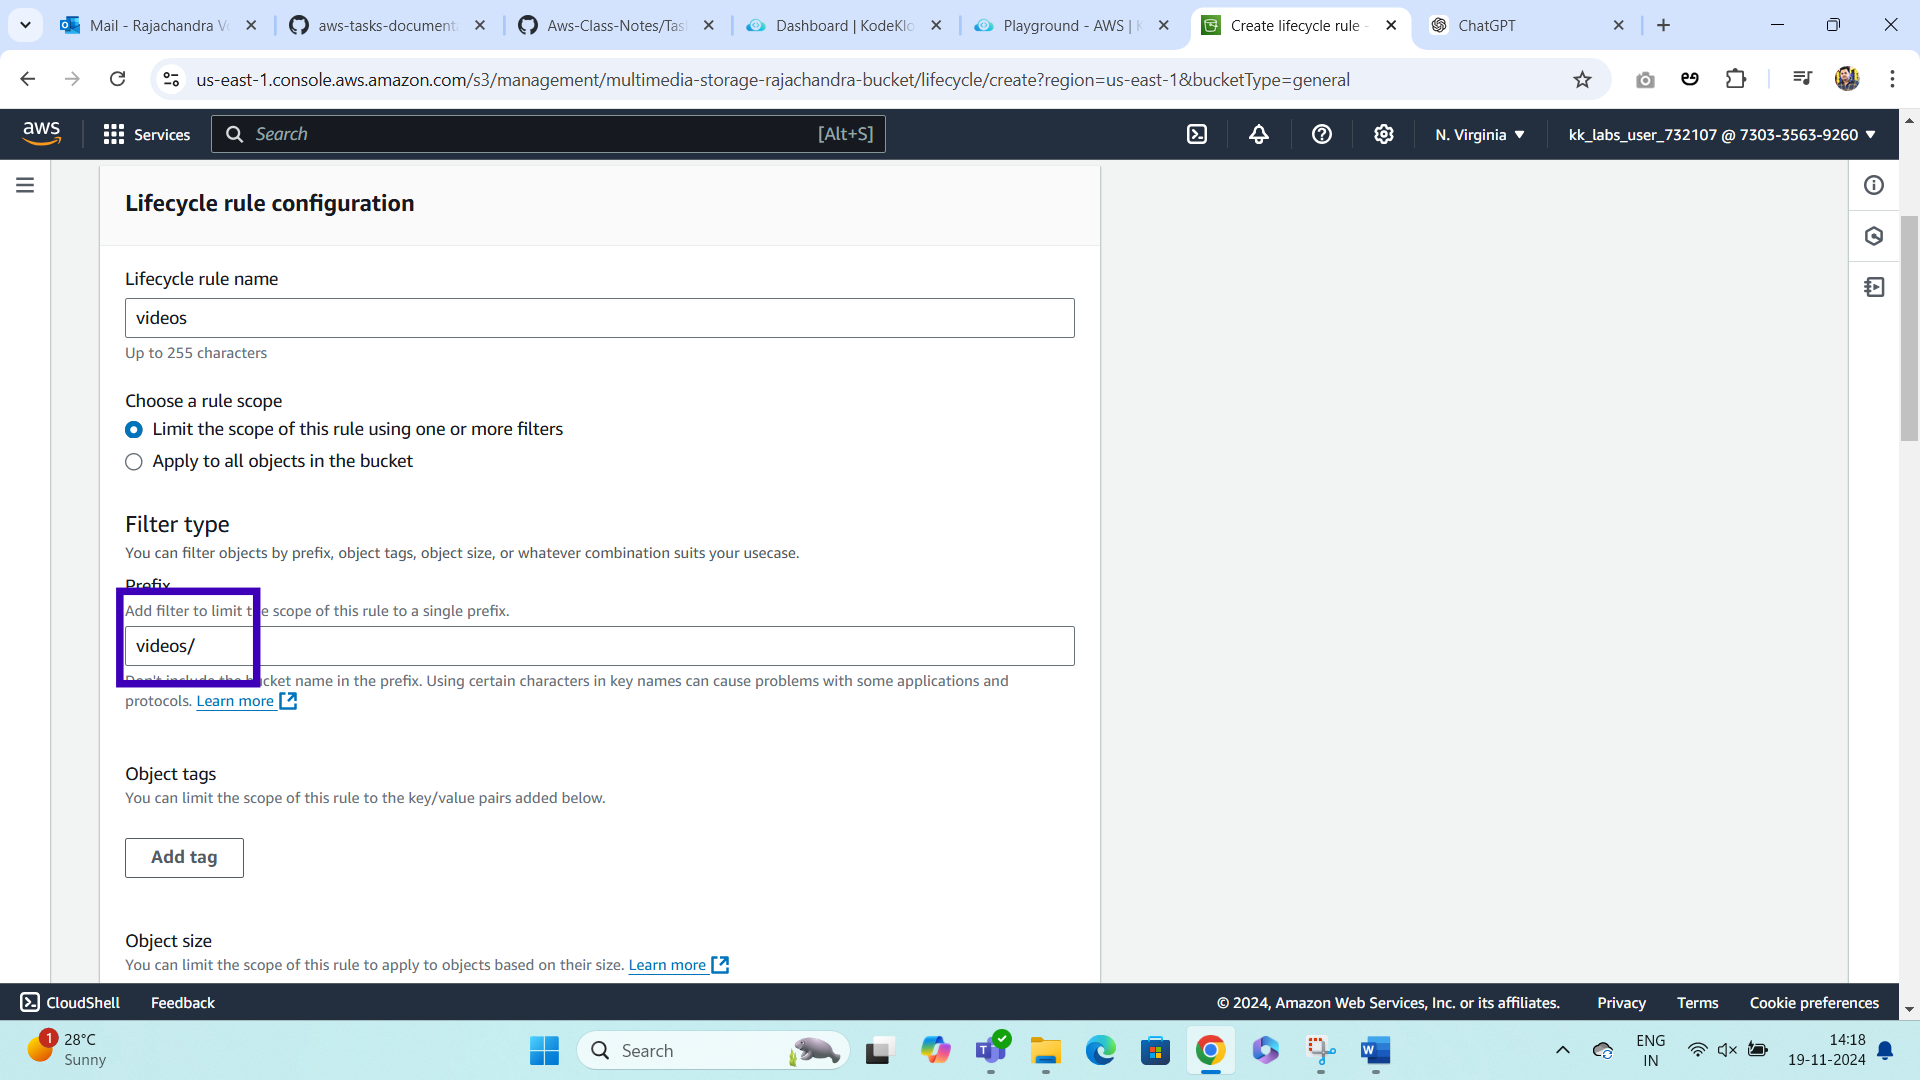 Mail - Rajachandra Vo
aws-tasks-documenta
Aws-Class-Notes/Task
Dashboard | KodeKlo
Playground - AWS | K
Create lifecycle rule -
ChatGPT
us-east-1.console.aws.amazon.com/s3/management/multimedia-storage-rajachandra-bucket/lifecycle/create?region=us-east-1&bucketType=general
aws
Services
Search
[Alt+S]
N. Virginia
kk_labs_user_732107 @ 7303-3563-9260
Lifecycle rule configuration
Lifecycle rule name
videos
Up to 255 characters
Choose a rule scope
Limit the scope of this rule using one or more filters
Apply to all objects in the bucket
Filter type
You can filter objects by prefix, object tags, object size, or whatever combination suits your usecase.
Prefix
Add filter to limit the scope of this rule to a single prefix.
videos/
Don't include the bucket name in the prefix. Using certain characters in key names can cause problems with some applications and
protocols. Learn more
Object tags
You can limit the scope of this rule to the key/value pairs added below.
Add tag
Object size
You can limit the scope of this rule to apply to objects based on their size. Learn more
CloudShell
Feedback
© 2024, Amazon Web Services, Inc. or its affiliates.
Privacy
Terms
Cookie preferences
1
28°C
Sunny
Search
ENG
IN
14:18
19-11-2024